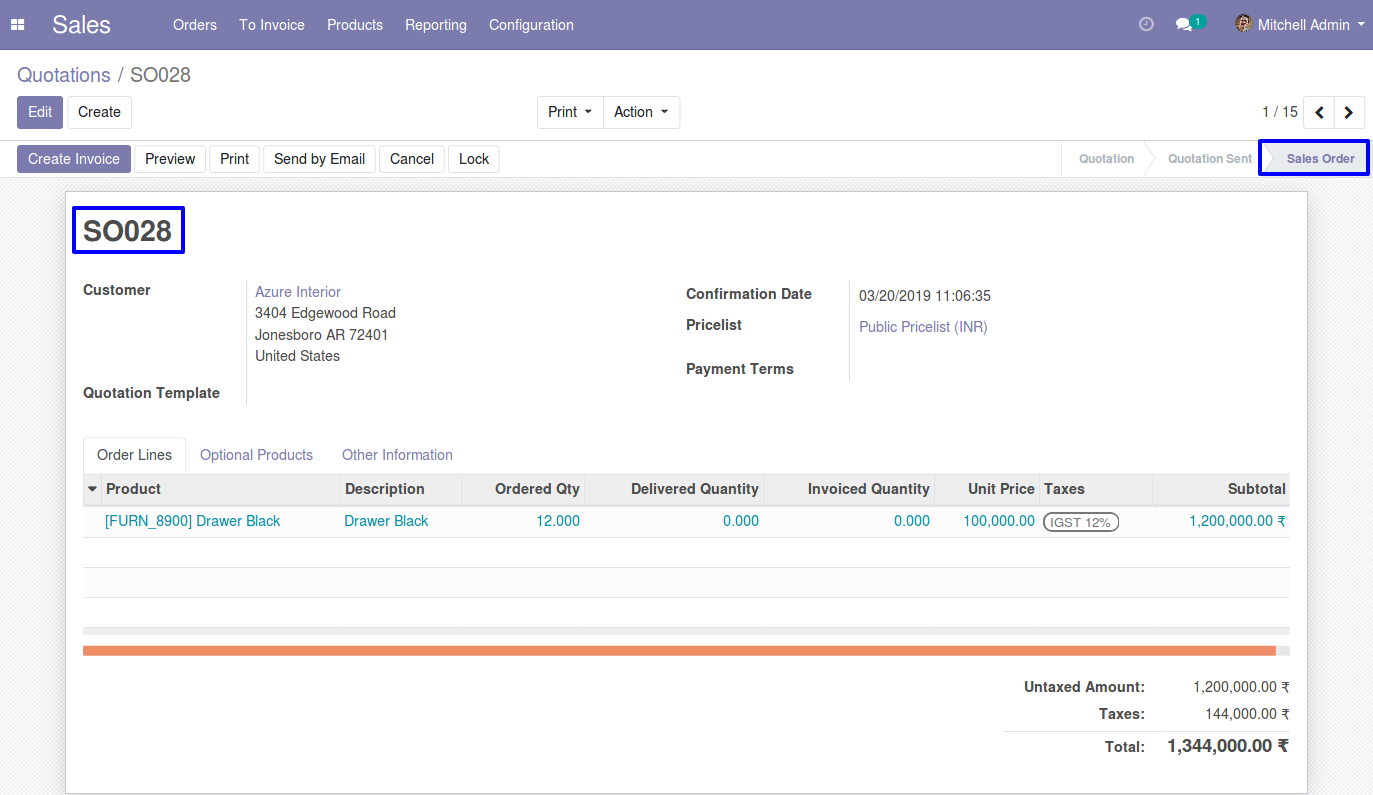 Sales Orders To Invoice Products Reporting Configuration 1 Mitchell Admin
Quotations / SO028
Edit Create Print Action 1 / 15
Create Invoice Preview Print Send by Email Cancel Lock Quotation Quotation Sent Sales Order
SO028
Customer
Azure Interior
3404 Edgewood Road
Jonesboro AR 72401
United States
Quotation Template
Confirmation Date 03/20/2019 11:06:35
Pricelist Public Pricelist (INR)
Payment Terms
Order Lines Optional Products Other Information
Product Description Ordered Qty Delivered Quantity Invoiced Quantity Unit Price Taxes Subtotal
[FURN_8900] Drawer Black Drawer Black 12.000 0.000 0.000 100,000.00 IGST 12% 1,200,000.00 ₹
Untaxed Amount: 1,200,000.00 ₹
Taxes: 144,000.00 ₹
Total: 1,344,000.00 ₹